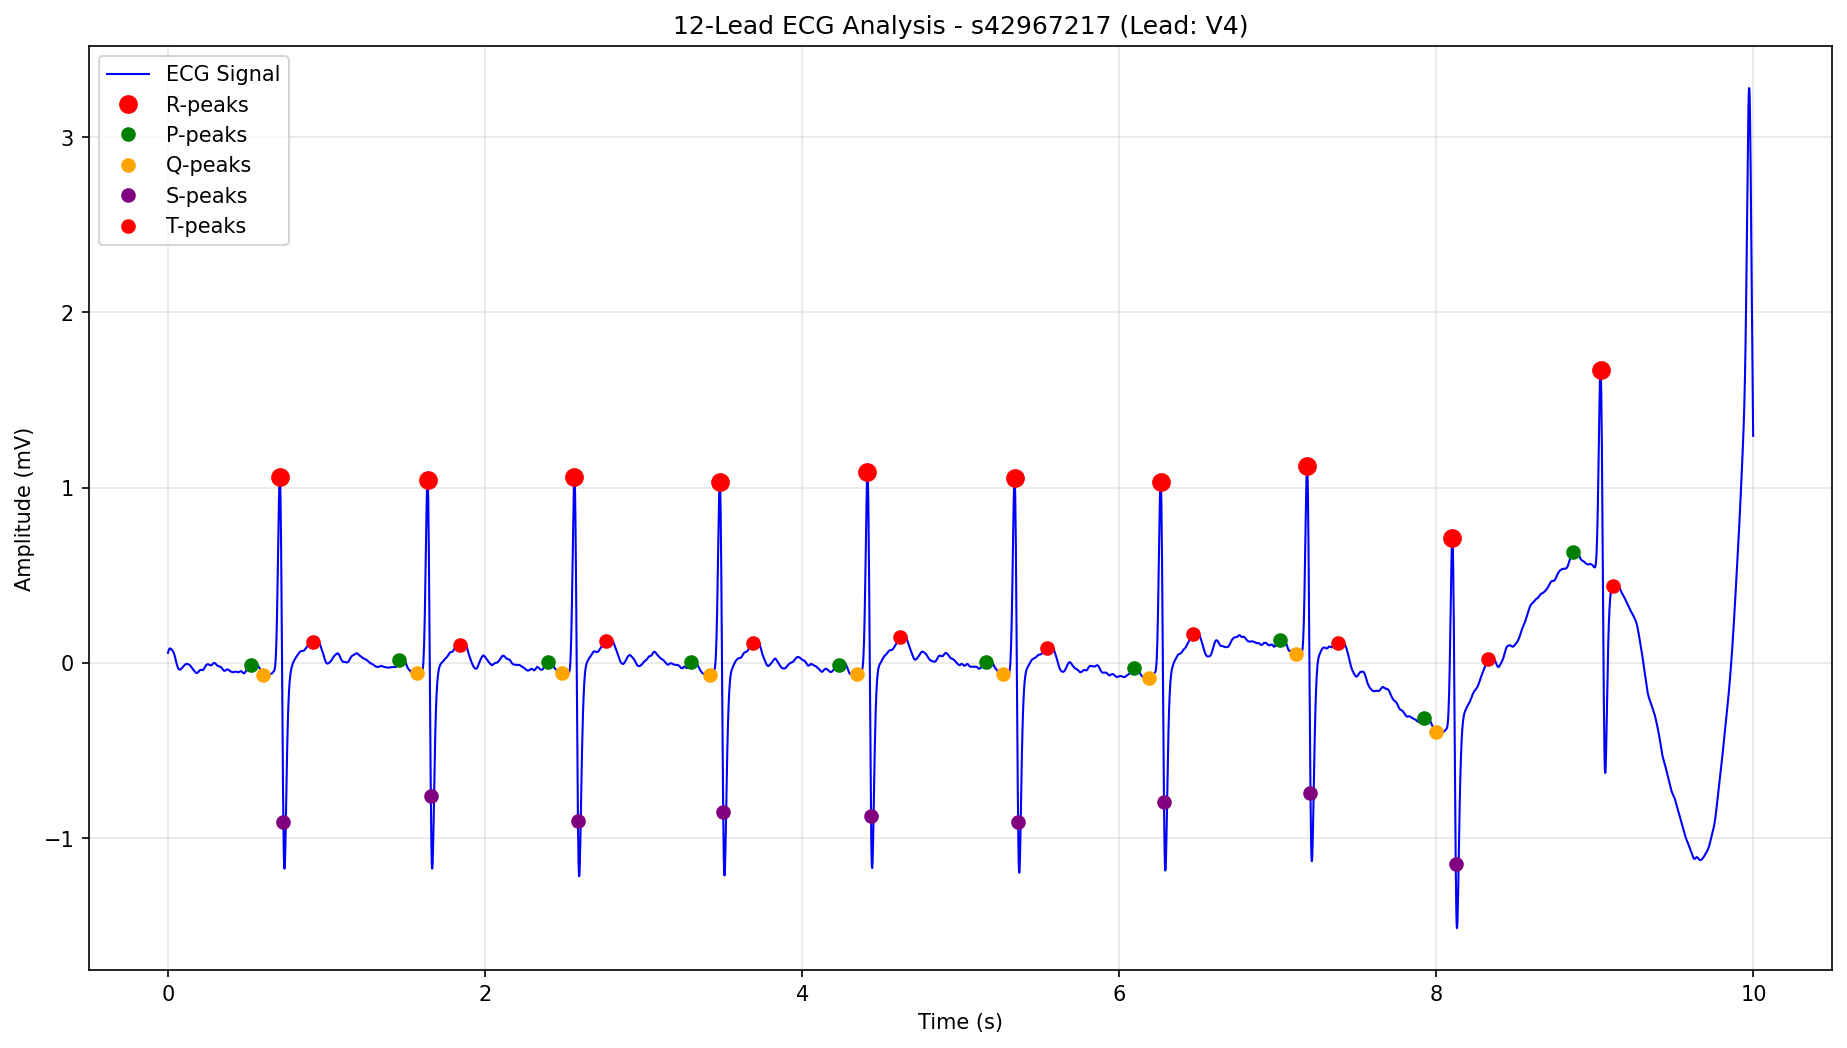 12-Lead ECG Analysis - s42967217 (Lead: V4)
ECG Signal
R-peaks
P-peaks
Q-peaks
S-peaks
T-peaks
Amplitude (mV)
3
2
1
0
−1
0
2
4
6
8
10
Time (s)